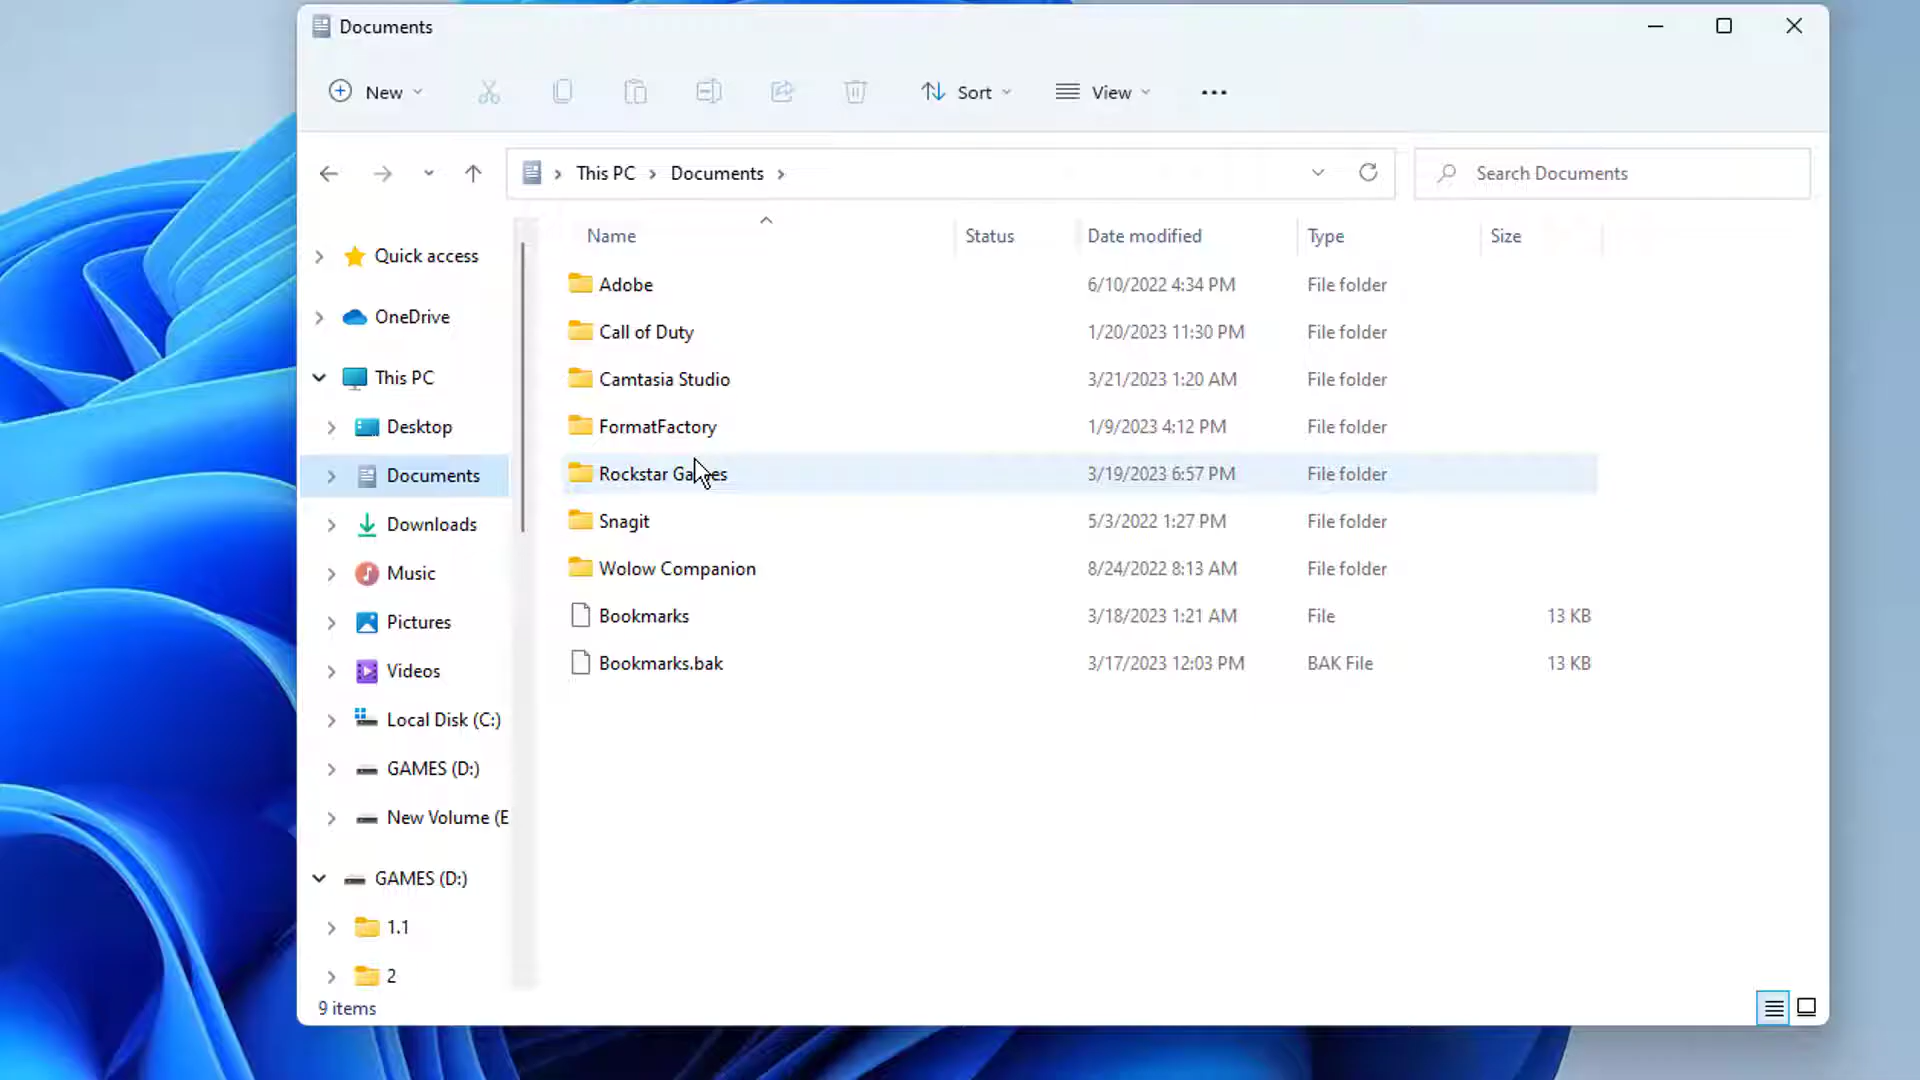 Documents
New
Sort
View
This PC
Documents
Search Documents
Name Status Date modified Type Size
Quick access
OneDrive
This PC
Desktop
Documents
Downloads
Music
Pictures
Videos
Local Disk (C:)
GAMES (D:)
New Volume (E
GAMES (D:)
1.1
2
Adobe 6/10/2022 4:34 PM File folder
Call of Duty 1/20/2023 11:30 PM File folder
Camtasia Studio 3/21/2023 1:20 AM File folder
FormatFactory 1/9/2023 4:12 PM File folder
Rockstar Games 3/19/2023 6:57 PM File folder
Snagit 5/3/2022 1:27 PM File folder
Wolow Companion 8/24/2022 8:13 AM File folder
Bookmarks 3/18/2023 1:21 AM File 13 KB
Bookmarks.bak 3/17/2023 12:03 PM BAK File 13 KB
9 items